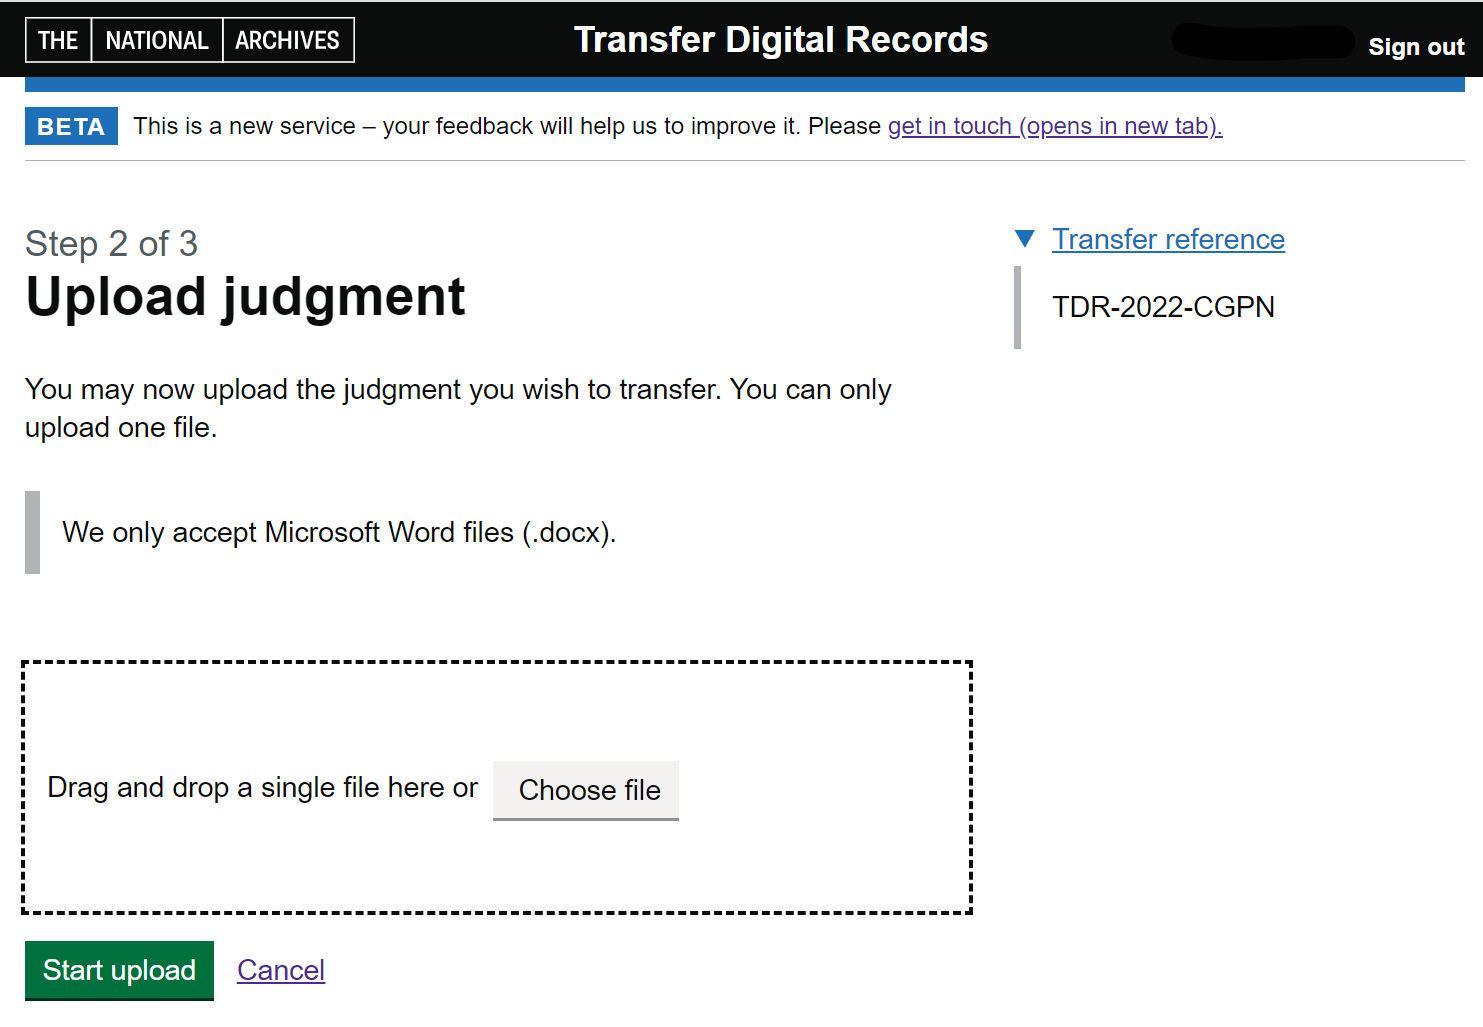 THE NATIONAL ARCHIVES
Transfer Digital Records
Sign out
BETA This is a new service – your feedback will help us to improve it. Please get in touch (opens in new tab).
Step 2 of 3
Upload judgment
You may now upload the judgment you wish to transfer. You can only
upload one file.
We only accept Microsoft Word files (.docx).
Drag and drop a single file here or Choose file
Start upload Cancel
▼ Transfer reference
TDR-2022-CGPN